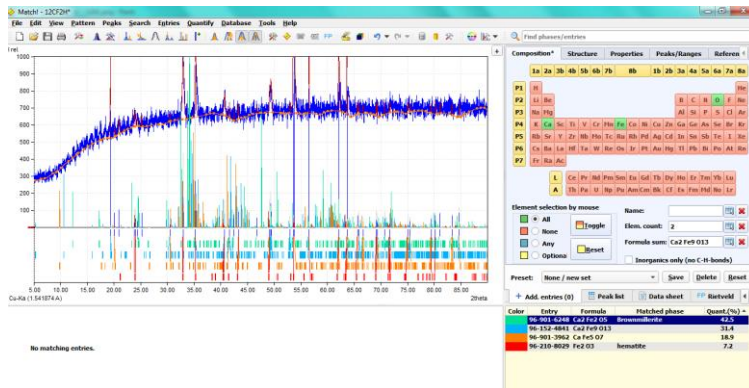 Match! - 12CF2H*
File Edit View Pattern Peaks Search Entries Quantify Database Tools Help
Find phases/entries
I rel.
1000
900
800
700
600
500
400
300
200
100
5.00 10.00 15.00 20.00 25.00 30.00 35.00 40.00 45.00 50.00 55.00 60.00 65.00 70.00 75.00 80.00
Cu-Ka (1.541874 A) 2theta
No matching entries.
Composition* Structure Properties Peaks/Ranges Referen
1a 2a 3b 4b 5b 6b 7b 8b 1b 2b 3a 4a 5a 6a 7a 8a
P1 H He
P2 Li Be B C N O F Ne
P3 Na Mg Al Si P S Cl Ar
P4 K Ca Sc Ti V Cr Mn Fe Co Ni Cu Zn Ga Ge As Se Br Kr
P5 Rb Sr Y Zr Nb Mo Tc Ru Rh Pd Ag Cd In Sn Sb Te I Xe
P6 Cs Ba La Hf Ta W Re Os Ir Pt Au Hg Tl Pb Bi Po At Rn
P7 Fr Ra Ac
L Ce Pr Nd Pm Sm Eu Gd Tb Dy Ho Er Tm Yb Lu
A Th Pa U Np Pu Am Cm Bk Cf Es Fm Md No Lr
Element selection by mouse
All
None
Any
Optiona
Toggle
Reset
Name:
Elem. count: 2
Formula sum: Ca2 Fe9 O13
Inorganics only (no C-H-bonds)
Preset: None / new set Save Delete Reset
Add. entries (0) Peak list Data sheet FP Rietveld
Color Entry Formula Matched phase Quant.(%)
96-901-6248 Ca2 Fe2 O5 Brownmillerite 42.5
96-152-4841 Ca2 Fe9 O13 31.4
96-901-3962 Ca Fe5 O7 18.9
96-210-8029 Fe2 O3 hematite 7.2